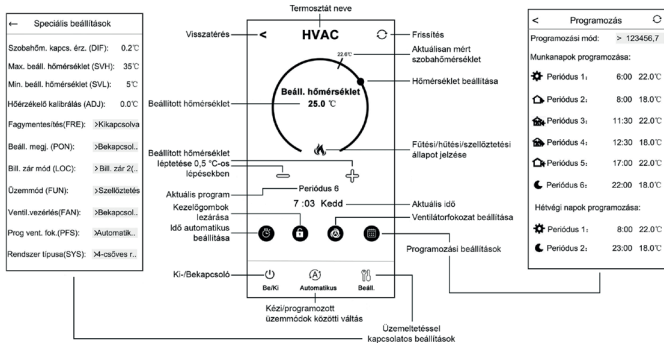 ← Speciális beállítások
Szobahőm. kapcs. érz. (DIF): 0.2℃
Max. beáll. hőmérséklet (SVH): 35℃
Min. beáll. hőmérséklet (SVL): 5℃
Hőérzékelő kalibrálás (ADJ): 0.0℃
Fagymentesítés(FRE): >Kikapcsolva
Beáll. megj. (PON): >Bekapcsol..
Bill. zár mód (LOC): >Bill. zár 2(..
Üzemmód (FUN): >Szellőztetés
Ventil.vezérlés(FAN): >Bekapcsol..
Prog vent. fok.(PFS): >Automatik..
Rendszer típusa(SYS): >4-csőves r..
Termosztát neve
Visszatérés
< HVAC
Frissítés
22.0℃
Aktuálisan mért
szobahőmérséklet
Hőmérséklet beállítása
Beáll. hőmérséklet
25.0 ℃
Beállított hőmérséklet
Fűtési/hűtési/szellőztetési
állapot jelzése
Beállított hőmérséklet
léptetése 0,5 °C-os
lépésekben
Aktuális program
Periódus 6
7 :03 Kedd
Aktuális idő
Kezelőgombok
lezárása
Ventilátorfokozat beállítása
Idő automatikus
beállítása
Programozási beállítások
Ki-/Bekapcsoló
Be/Ki
Automatikus
Beáll.
Kézi/programozott
üzemmódok közötti váltás
Üzemeltetéssel
kapcsolatos beállítások
< Programozás
Programozási mód: > 123456,7
Munkanapok programozása:
Periódus 1: 6:00 22.0℃
Periódus 2: 8:00 18.0℃
Periódus 3: 11:30 22.0℃
Periódus 4: 12:30 18.0℃
Periódus 5: 17:00 22.0℃
Periódus 6: 22:00 18.0℃
Hétvégi napok programozása:
Periódus 1: 8:00 22.0℃
Periódus 2: 23:00 18.0℃